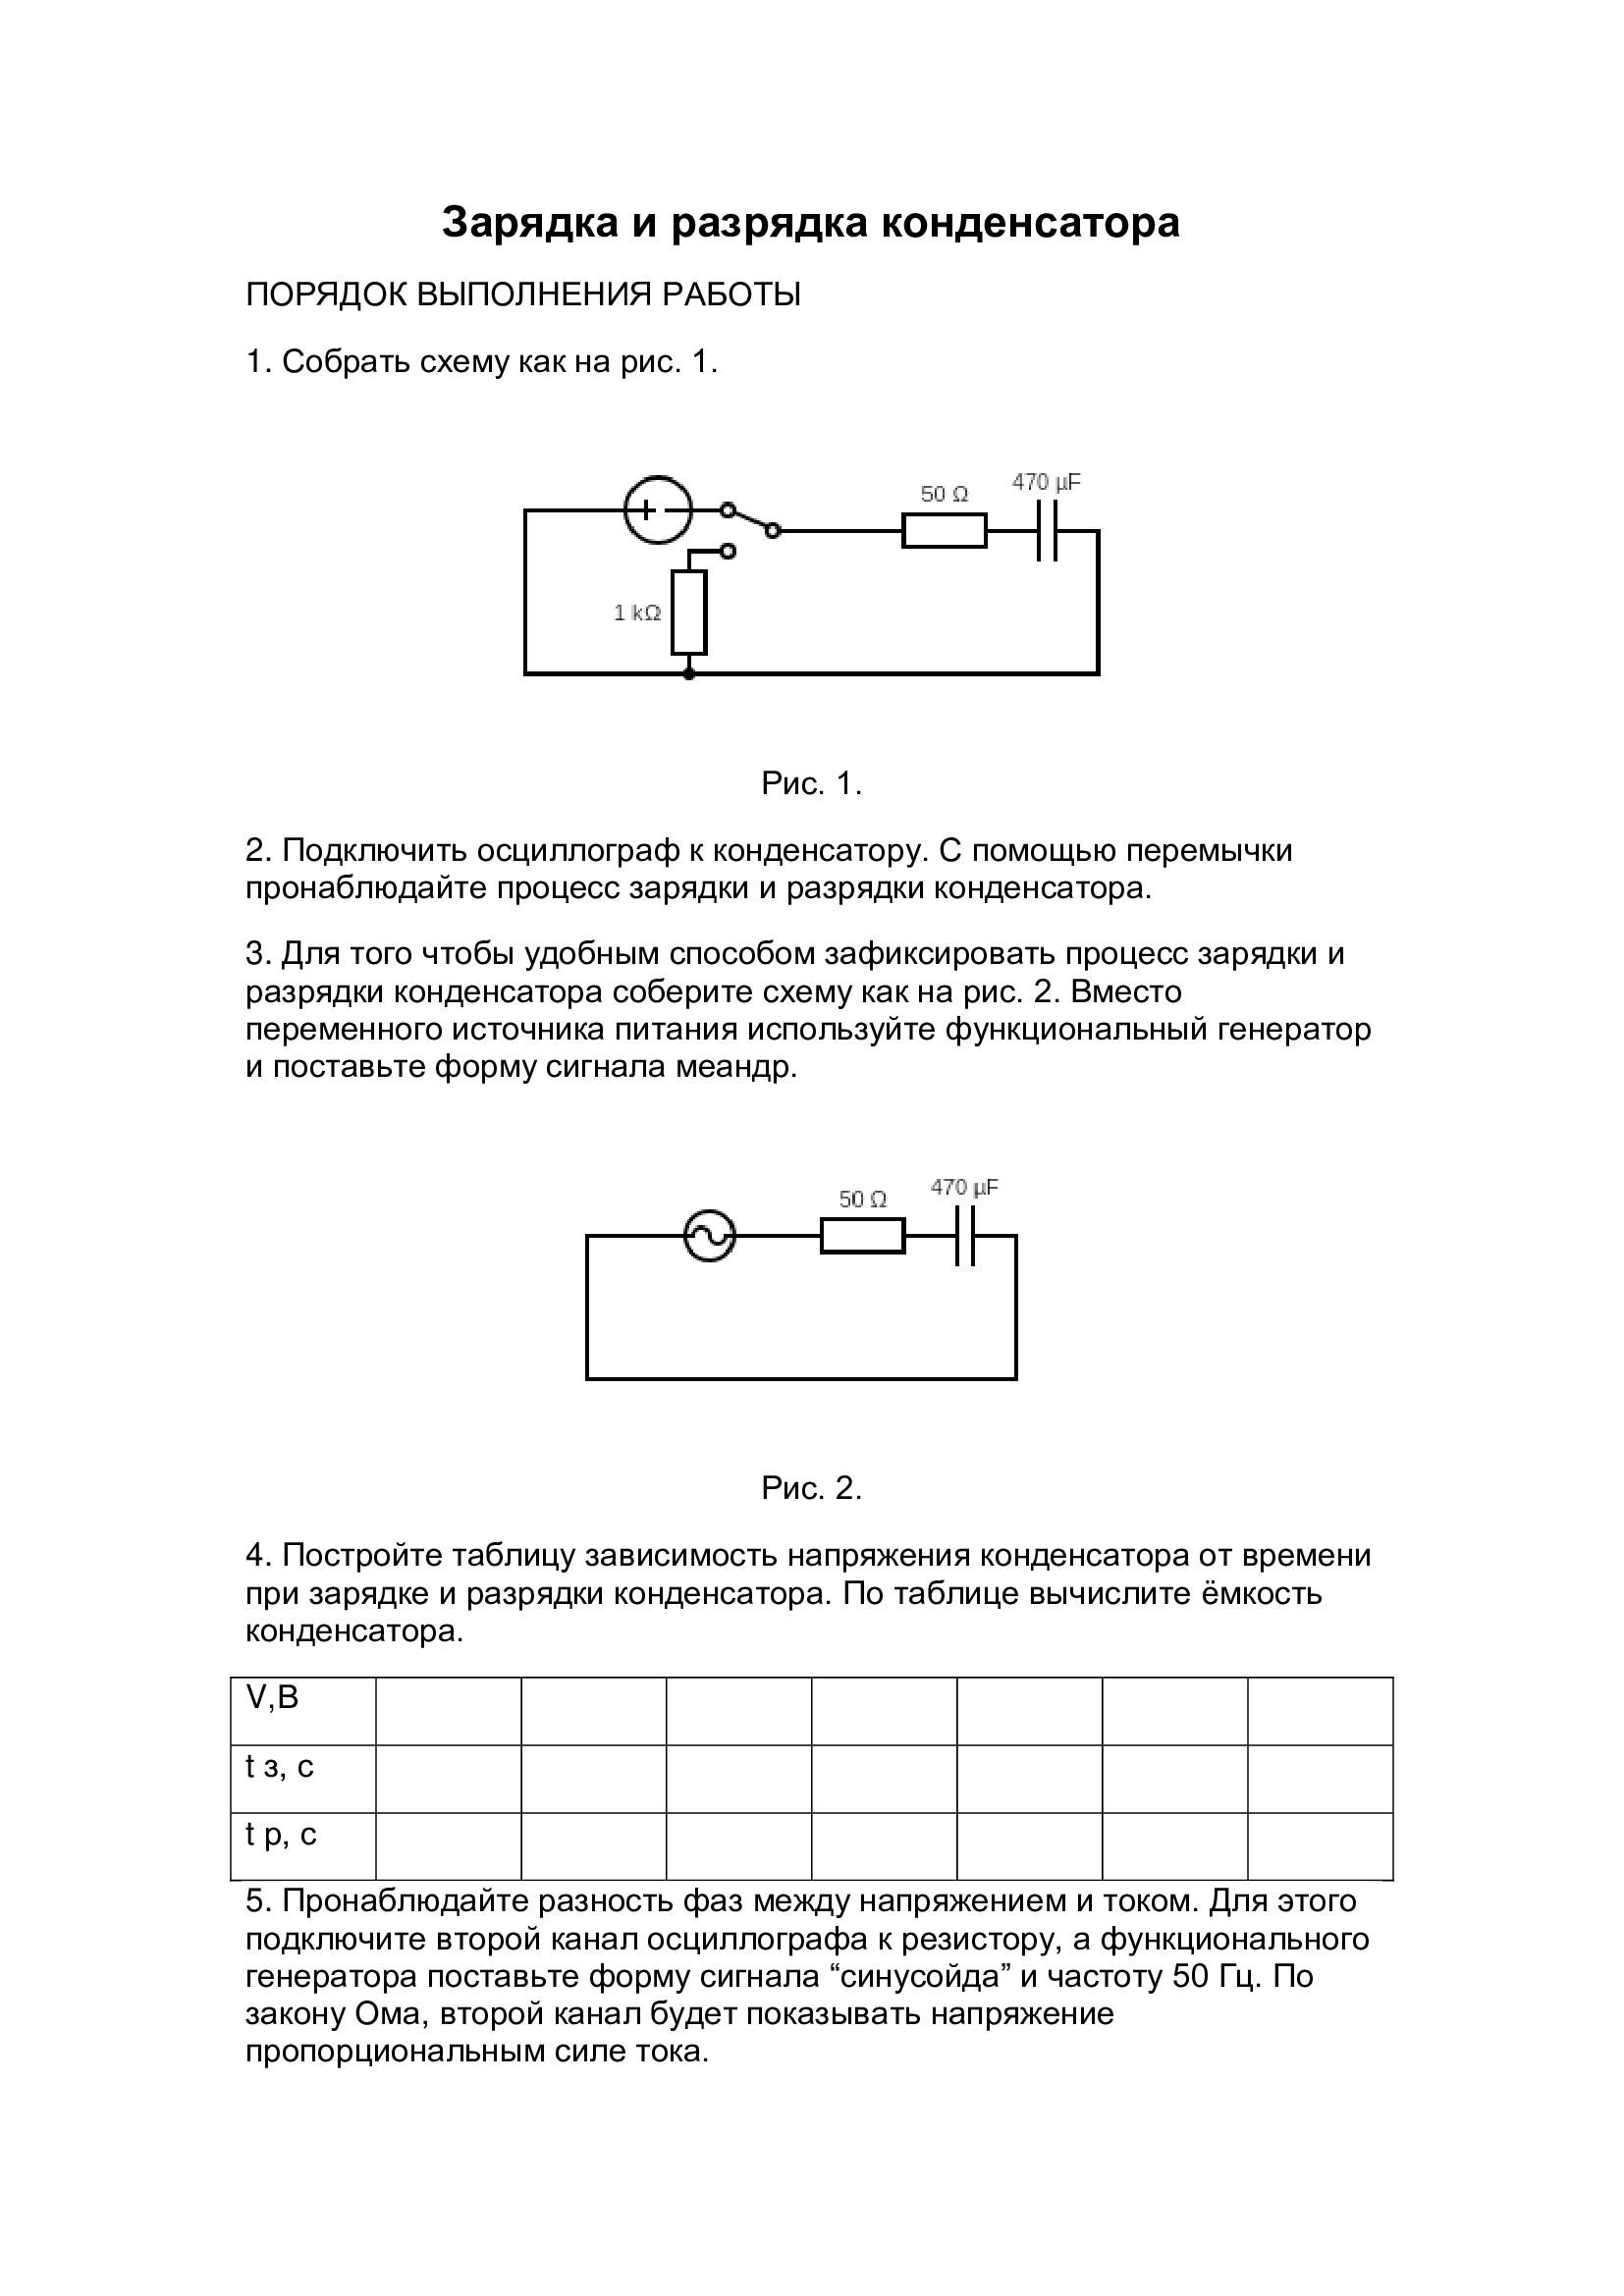 Зарядка и разрядка конденсатора
ПОРЯДОК ВЫПОЛНЕНИЯ РАБОТЫ
1. Собрать схему как на рис. 1.
470 µF
50 Ω
1 kΩ
Рис. 1.
2. Подключить осциллограф к конденсатору. С помощью перемычки
пронаблюдайте процесс зарядки и разрядки конденсатора.
3. Для того чтобы удобным способом зафиксировать процесс зарядки и
разрядки конденсатора соберите схему как на рис. 2. Вместо
переменного источника питания используйте функциональный генератор
и поставьте форму сигнала меандр.
470 µF
50 Ω
Рис. 2.
4. Постройте таблицу зависимость напряжения конденсатора от времени
при зарядке и разрядки конденсатора. По таблице вычислите ёмкость
конденсатора.
V,В
t з, с
t р, с
5. Пронаблюдайте разность фаз между напряжением и током. Для этого
подключите второй канал осциллографа к резистору, а функционального
генератора поставьте форму сигнала “синусойда” и частоту 50 Гц. По
закону Ома, второй канал будет показывать напряжение
пропорциональным силе тока.